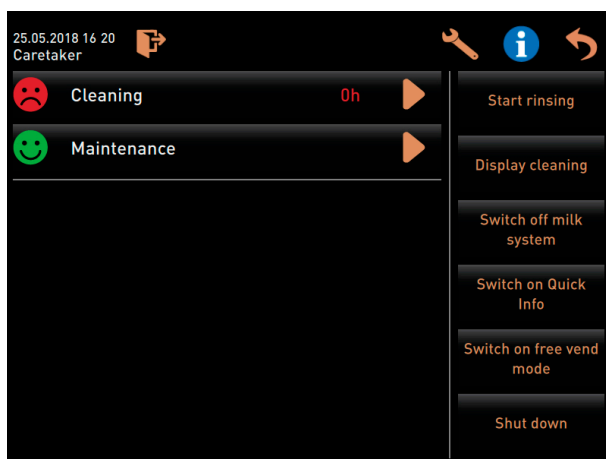 25.05.2018 16 20
Caretaker
Cleaning 0h
Maintenance
Start rinsing
Display cleaning
Switch off milk
system
Switch on Quick
Info
Switch on free vend
mode
Shut down